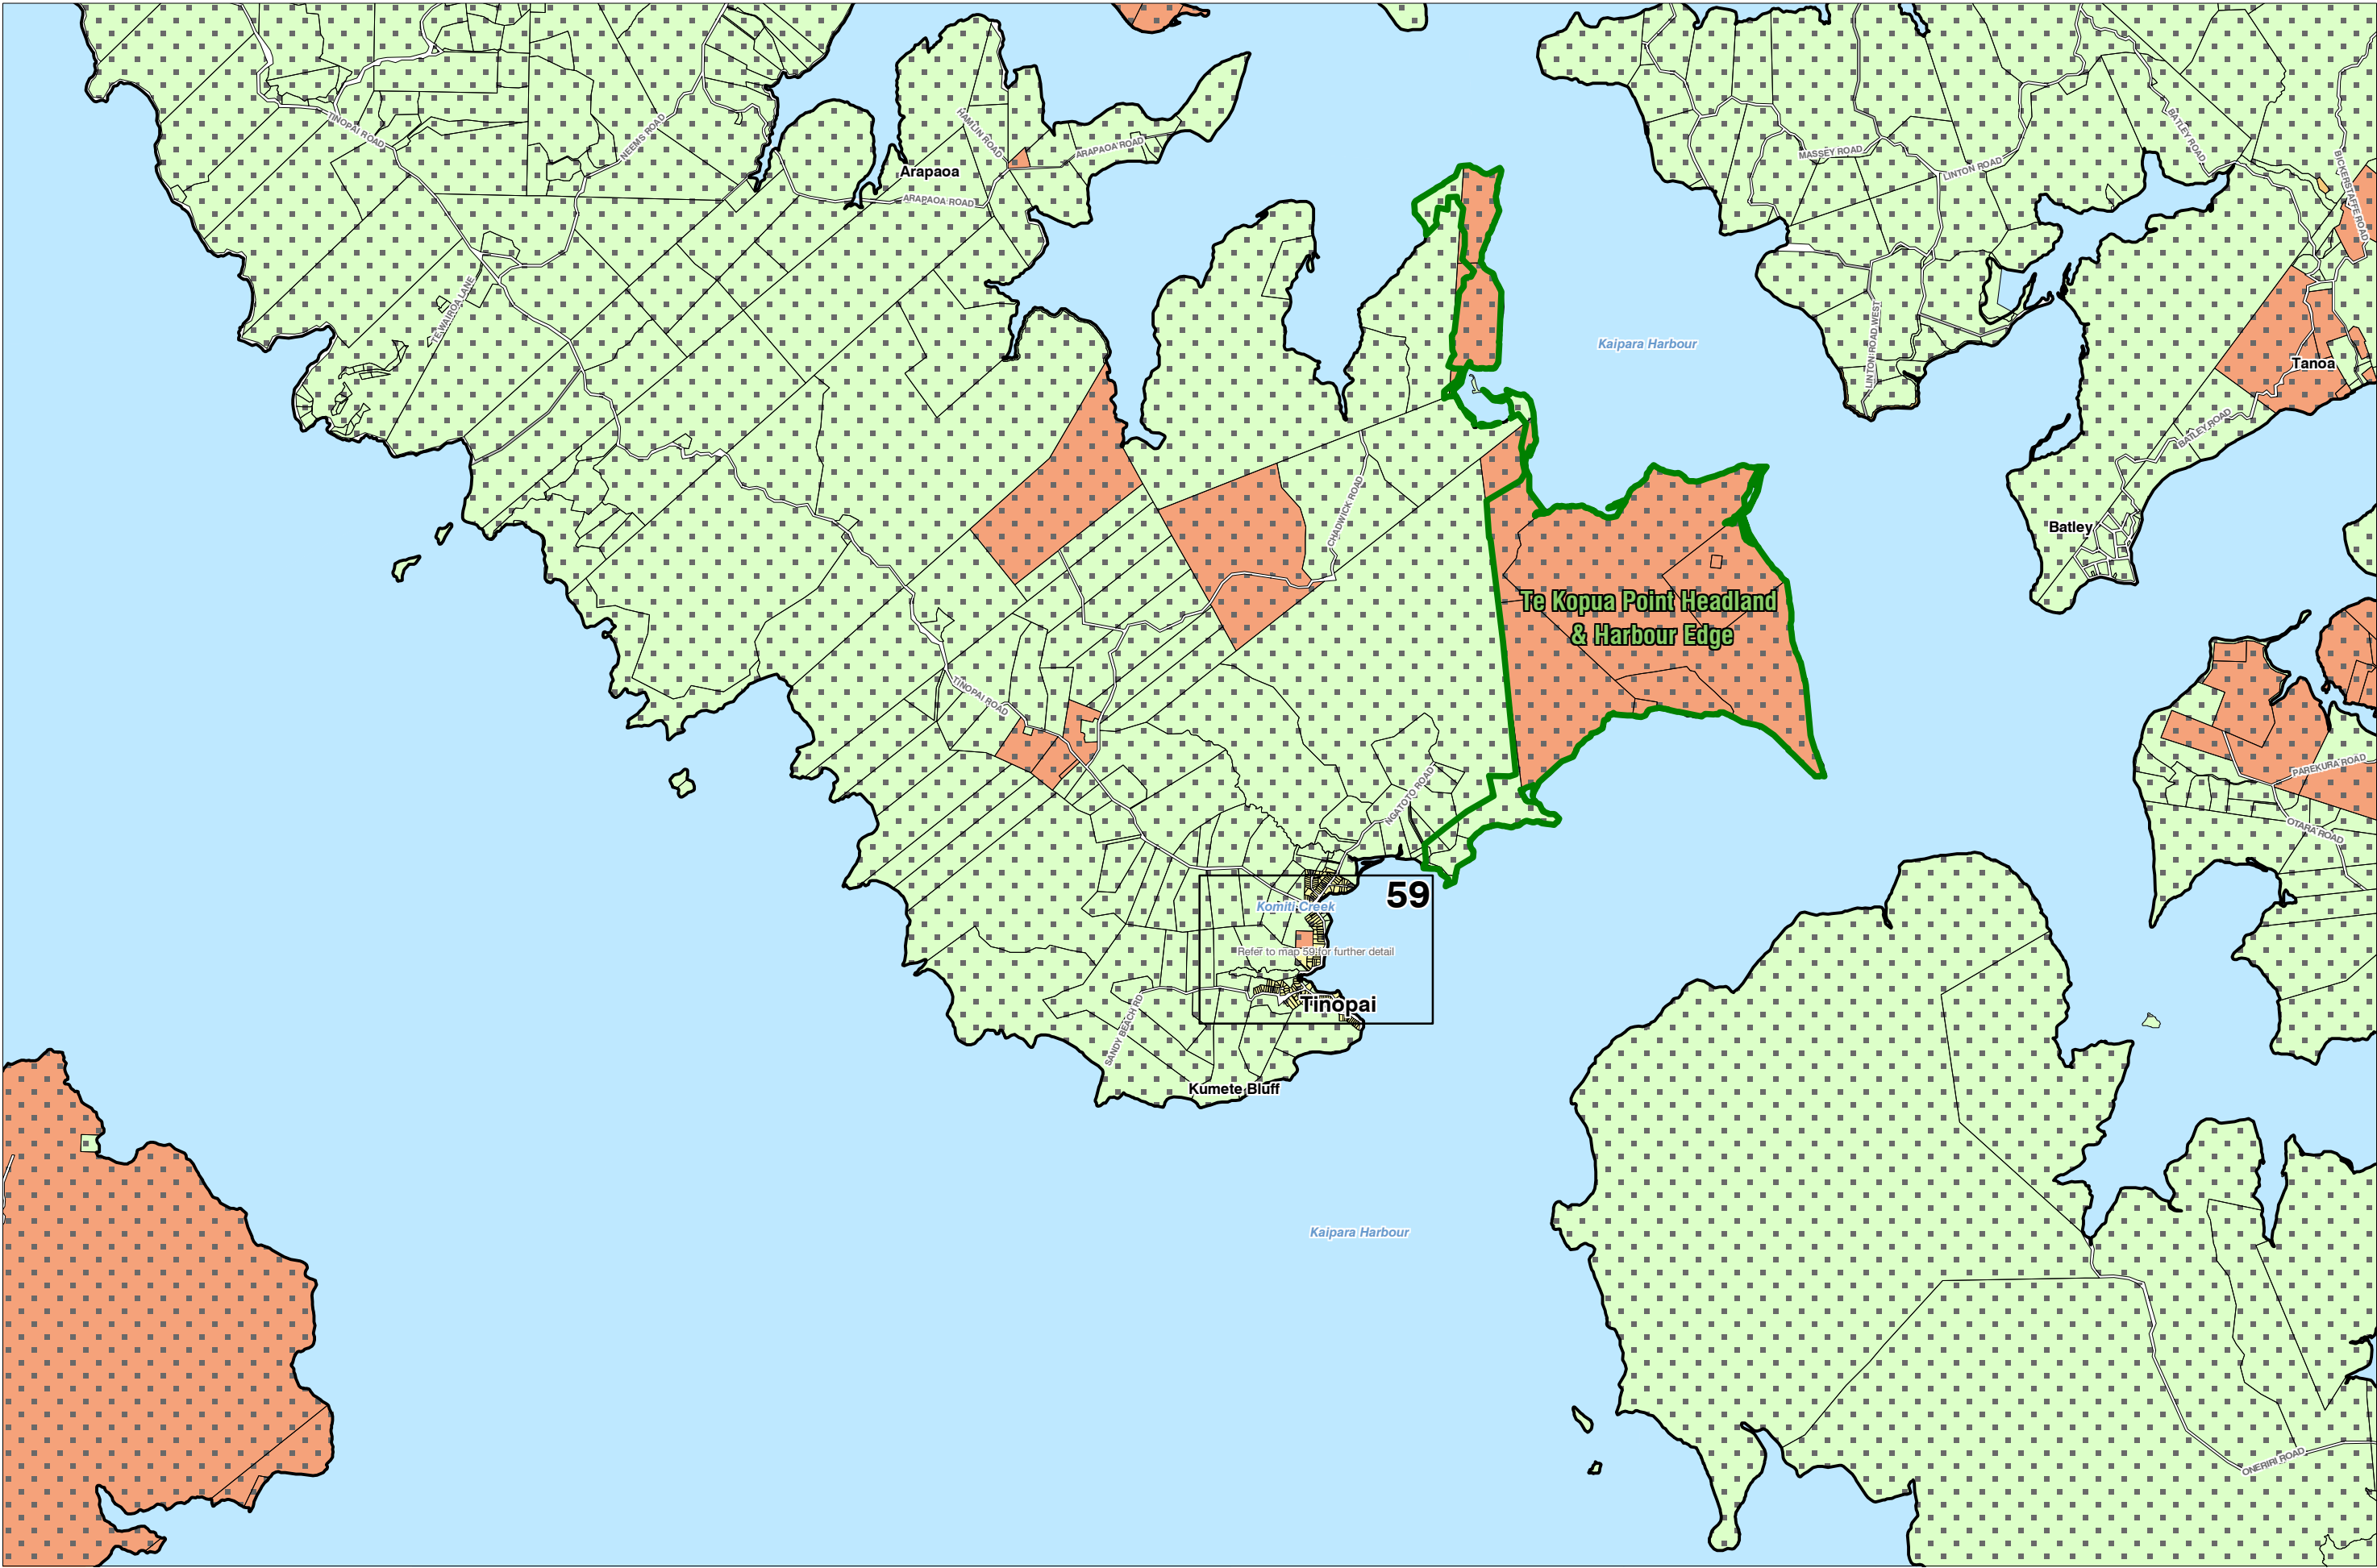 TINOPAI ROAD
NEEMS ROAD
HAMLIN ROAD
ARAPAOA ROAD
Arapaoa
ARAPAOA ROAD
MASSEY ROAD
LINTON ROAD
BATLEY ROAD
BICKERSTAFFE ROAD
TE WAIROA LANE
Kaipara Harbour
LINTON ROAD WEST
Tanoa
BATLEY ROAD
CHADWICK ROAD
Batley
Te Kopua Point Headland
& Harbour Edge
TINOPAI ROAD
NGATOTO ROAD
PAREKURA ROAD
OTARA ROAD
59
Komiti Creek
Refer to map 59 for further detail
Tinopai
SANDY BEACH RD
Kumete Bluff
Kaipara Harbour
ONERIRI ROAD